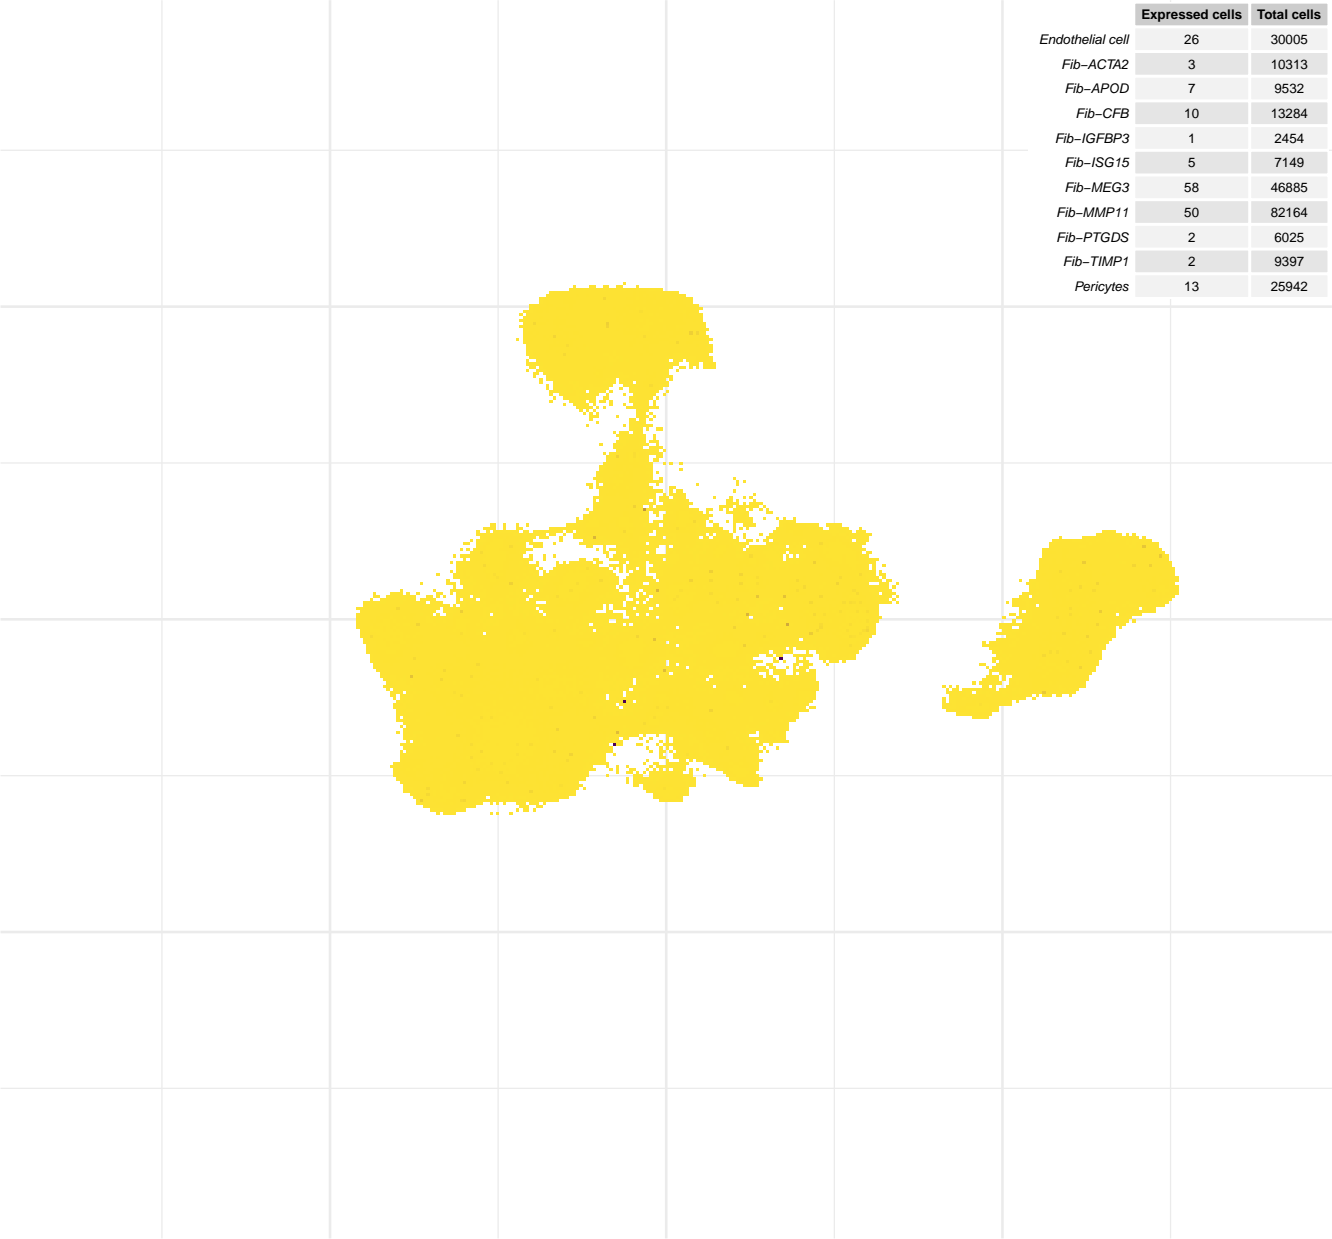 Expressed cells Total cells
Endothelial cell 26 30005
Fib−ACTA2 3 10313
Fib−APOD 7 9532
Fib−CFB 10 13284
Fib−IGFBP3 1 2454
Fib−ISG15 5 7149
Fib−MEG3 58 46885
Fib−MMP11 50 82164
Fib−PTGDS 2 6025
Fib−TIMP1 2 9397
Pericytes 13 25942